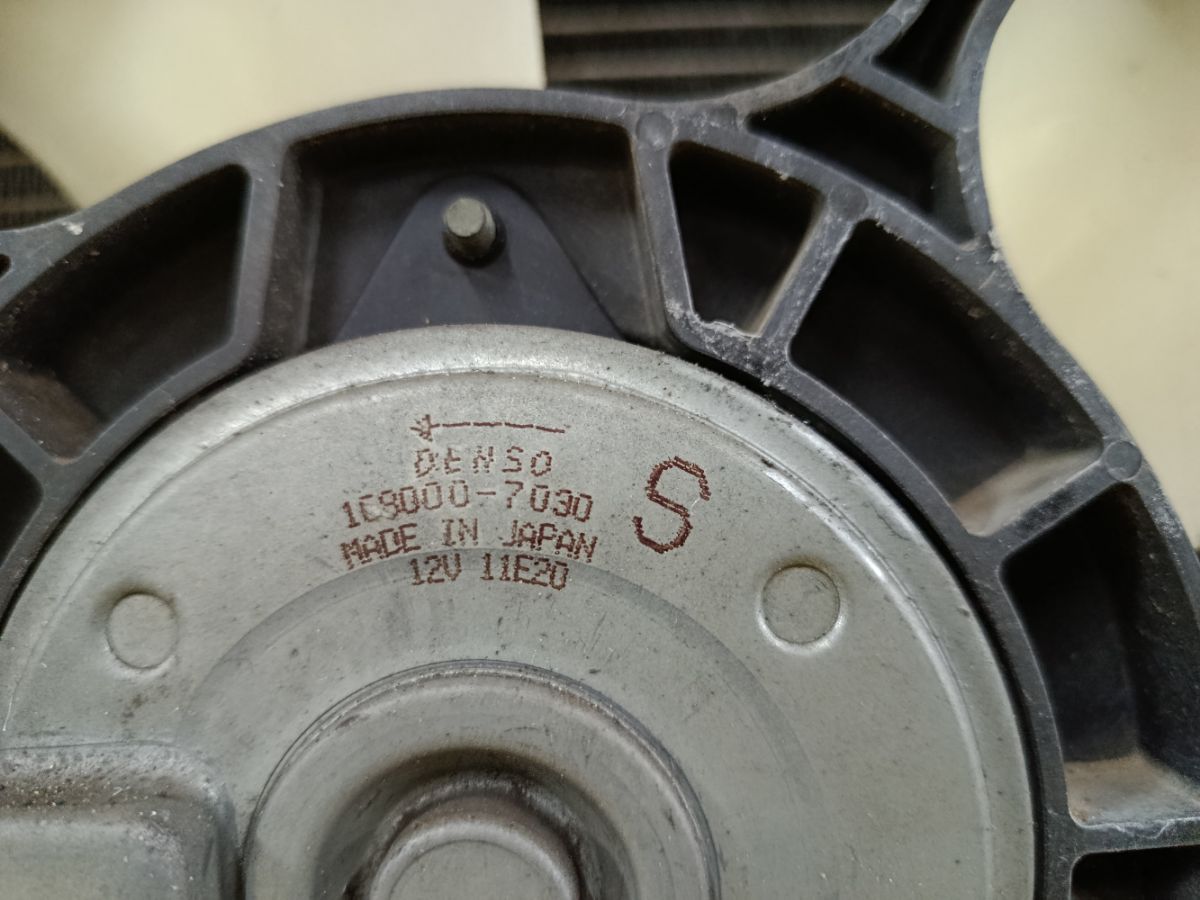 DENSO
168000-7030
MADE IN JAPAN
12V 11E20
S